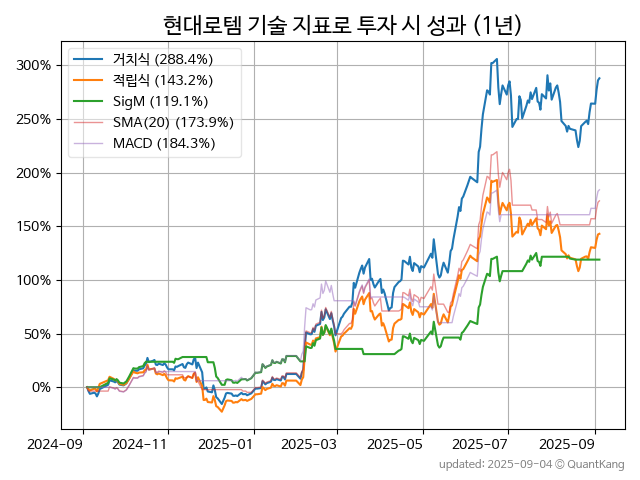 현대로템 기술 지표로 투자 시 성과 (1년)
거치식 (288.4%)
적립식 (143.2%)
SigM (119.1%)
SMA(20) (173.9%)
MACD (184.3%)
300%
250%
200%
150%
100%
50%
0%
2024-09 2024-11 2025-01 2025-03 2025-05 2025-07 2025-09
updated: 2025-09-04 © QuantKang